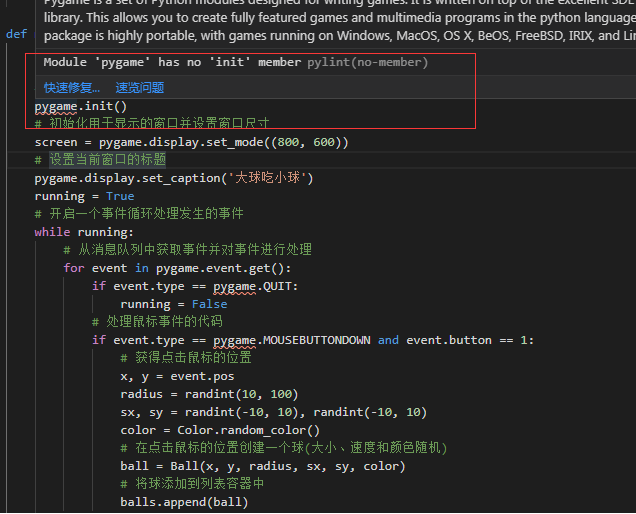 Pygame is a set of Python modules designed for writing games. It is written on top of the excellent SDL
library. This allows you to create fully featured games and multimedia programs in the python language
package is highly portable, with games running on Windows, MacOS, OS X, BeOS, FreeBSD, IRIX, and Lin
def
Module 'pygame' has no 'init' member pylint(no-member)
快速修复... 速览问题
pygame.init()
# 初始化用于显示的窗口并设置窗口尺寸
screen = pygame.display.set_mode((800, 600))
# 设置当前窗口的标题
pygame.display.set_caption('大球吃小球')
running = True
# 开启一个事件循环处理发生的事件
while running:
# 从消息队列中获取事件并对事件进行处理
for event in pygame.event.get():
if event.type == pygame.QUIT:
running = False
# 处理鼠标事件的代码
if event.type == pygame.MOUSEBUTTONDOWN and event.button == 1:
# 获得点击鼠标的位置
x, y = event.pos
radius = randint(10, 100)
sx, sy = randint(-10, 10), randint(-10, 10)
color = Color.random_color()
# 在点击鼠标的位置创建一个球(大小、速度和颜色随机)
ball = Ball(x, y, radius, sx, sy, color)
# 将球添加到列表容器中
balls.append(ball)